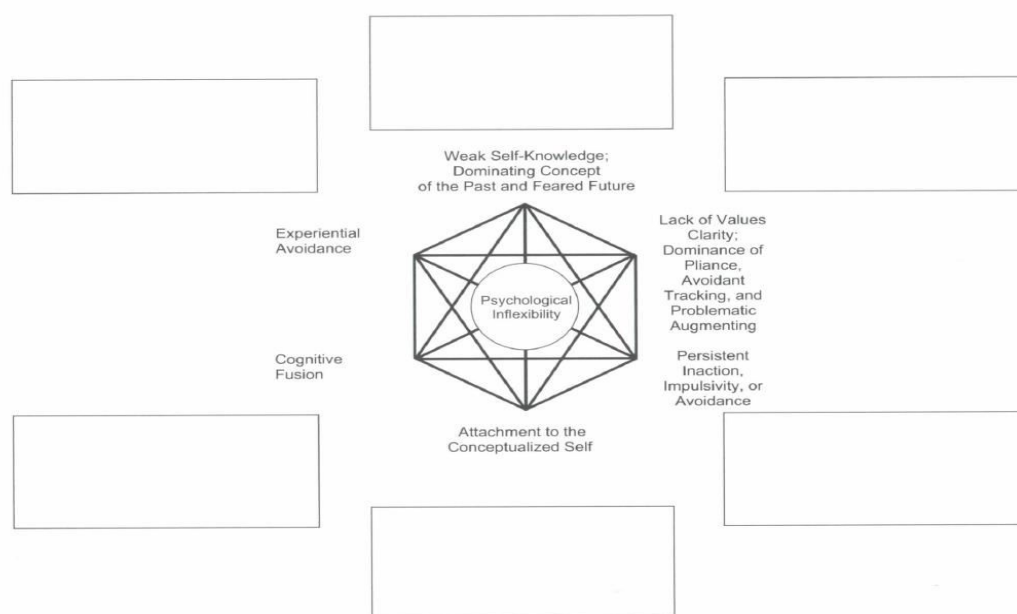 Weak Self-Knowledge;
Dominating Concept
of the Past and Feared Future
Experiential
Avoidance
Lack of Values
Clarity;
Dominance of
Pliance,
Avoidant
Tracking, and
Problematic
Augmenting
Psychological
Inflexibility
Cognitive
Fusion
Persistent
Inaction,
Impulsivity, or
Avoidance
Attachment to the
Conceptualized Self